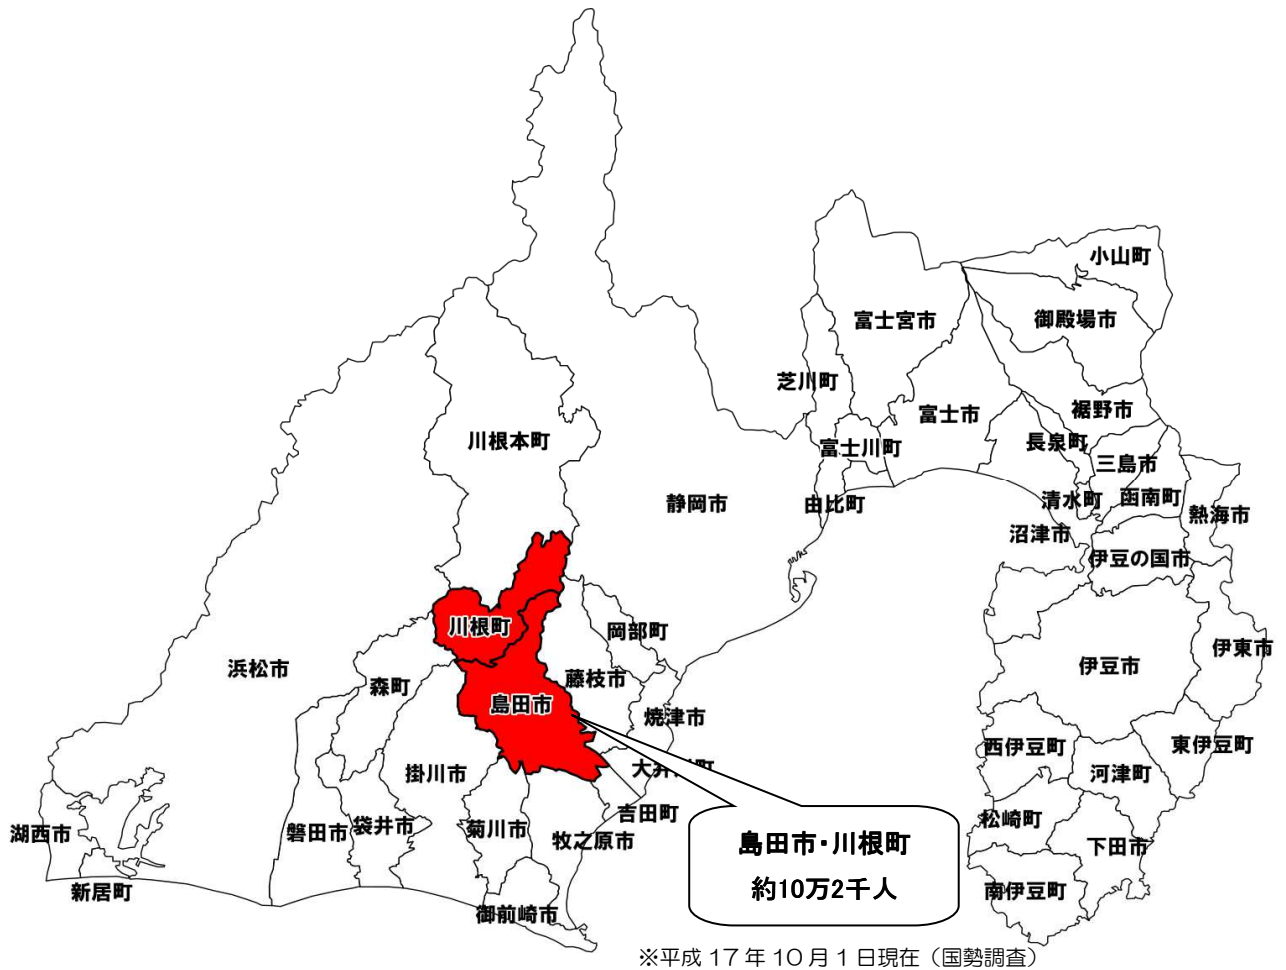 小山町
富士宮市
御殿場市
芝川町
裾野市
富士市
川根本町
長泉町
富士川町
三島市
静岡市
由比町
清水町
函南町
熱海市
沼津市
伊豆の国市
川根町
岡部町
伊東市
浜松市
伊豆市
森町
藤枝市
島田市
焼津市
西伊豆町
東伊豆町
掛川市
河津町
吉田町
湖西市
磐田市
袋井市
菊川市
牧之原市
松崎町
下田市
島田市・川根町
約10万2千人
新居町
南伊豆町
御前崎市
※平成 17 年 10 月 1 日現在（国勢調査）